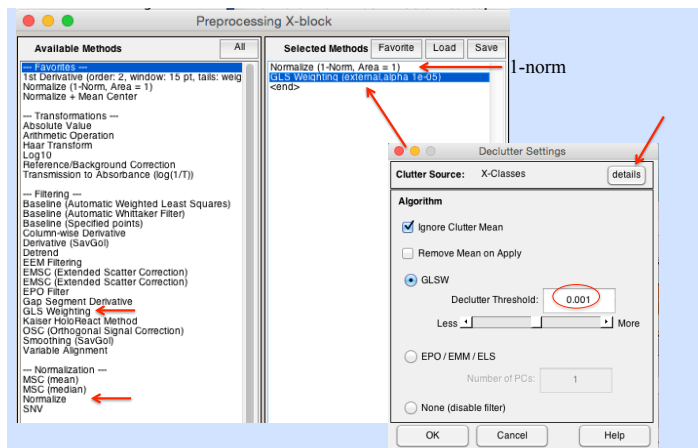 Preprocessing X-block
Available Methods
All
Selected Methods
Favorite
Load
Save
--- Favorites ---
1st Derivative (order: 2, window: 15 pt, tails: weig
Normalize (1-Norm, Area = 1)
Normalize + Mean Center
--- Transformations ---
Absolute Value
Arithmetic Operation
Haar Transform
Log10
Reference/Background Correction
Transmission to Absorbance (log(1/T))
--- Filtering ---
Baseline (Automatic Weighted Least Squares)
Baseline (Automatic Whittaker Filter)
Baseline (Specified points)
Column-wise Derivative
Derivative (SavGol)
Detrend
EEM Filtering
EMSC (Extended Scatter Correction)
EMSC (Extended Scatter Correction)
EPO Filter
Gap Segment Derivative
GLS Weighting
Kaiser HoloReact Method
OSC (Orthogonal Signal Correction)
Smoothing (SavGol)
Variable Alignment
--- Normalization ---
MSC (mean)
MSC (median)
Normalize
SNV
Normalize (1-Norm, Area = 1)
GLS Weighting (external,alpha 1e-05)
<end>
1-norm
Declutter Settings
Clutter Source: X-Classes
details
Algorithm
Ignore Clutter Mean
Remove Mean on Apply
GLSW
Declutter Threshold: 0.001
Less
More
EPO / EMM / ELS
Number of PCs: 1
None (disable filter)
OK
Cancel
Help